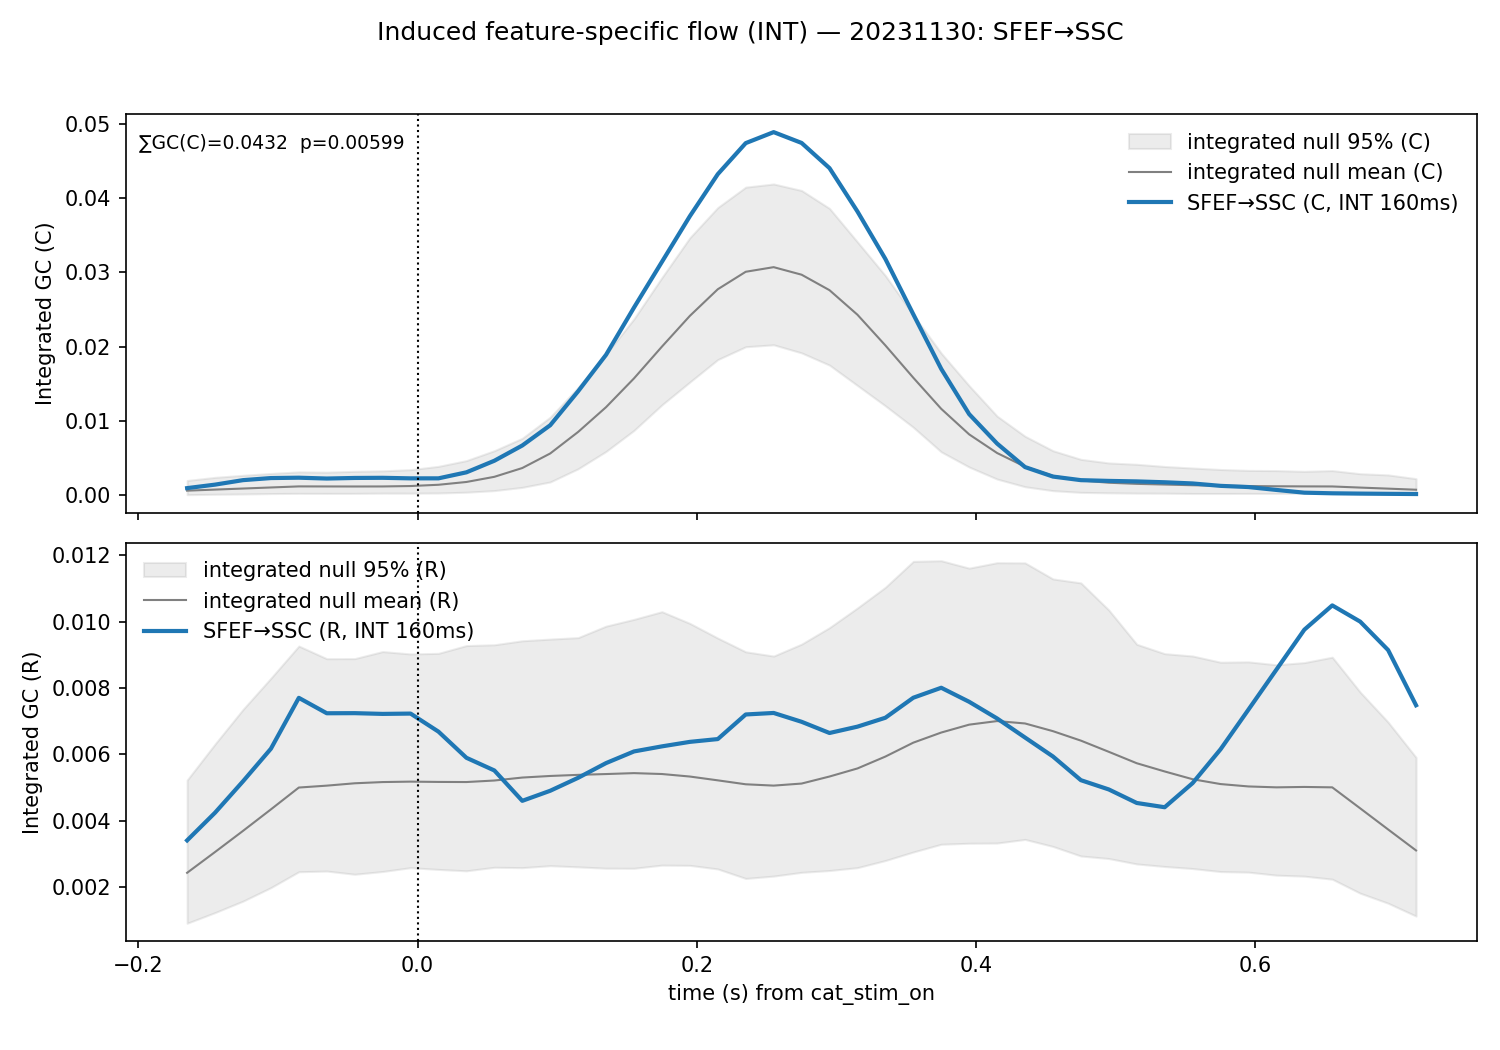 Induced feature-specific flow (INT) — 20231130: SFEF→SSC
∑GC(C)=0.0432 p=0.00599
integrated null 95% (C)
integrated null mean (C)
SFEF→SSC (C, INT 160ms)
Integrated GC (C)
0.05
0.04
0.03
0.02
0.01
0.00
integrated null 95% (R)
integrated null mean (R)
SFEF→SSC (R, INT 160ms)
Integrated GC (R)
0.012
0.010
0.008
0.006
0.004
0.002
−0.2 0.0 0.2 0.4 0.6
time (s) from cat_stim_on